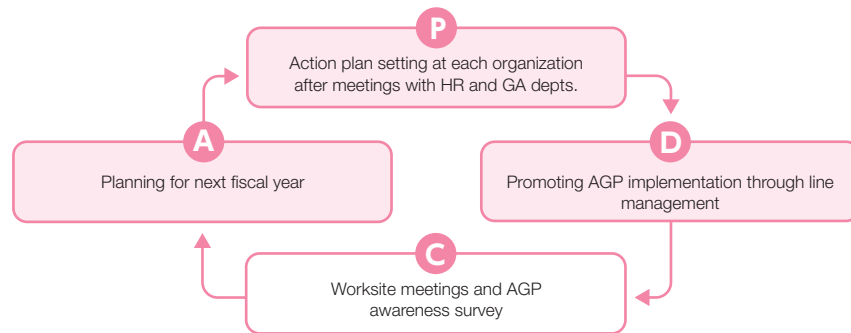 P
Action plan setting at each organization
after meetings with HR and GA depts.
A
Planning for next fiscal year
D
Promoting AGP implementation through line
management
C
Worksite meetings and AGP
awareness survey